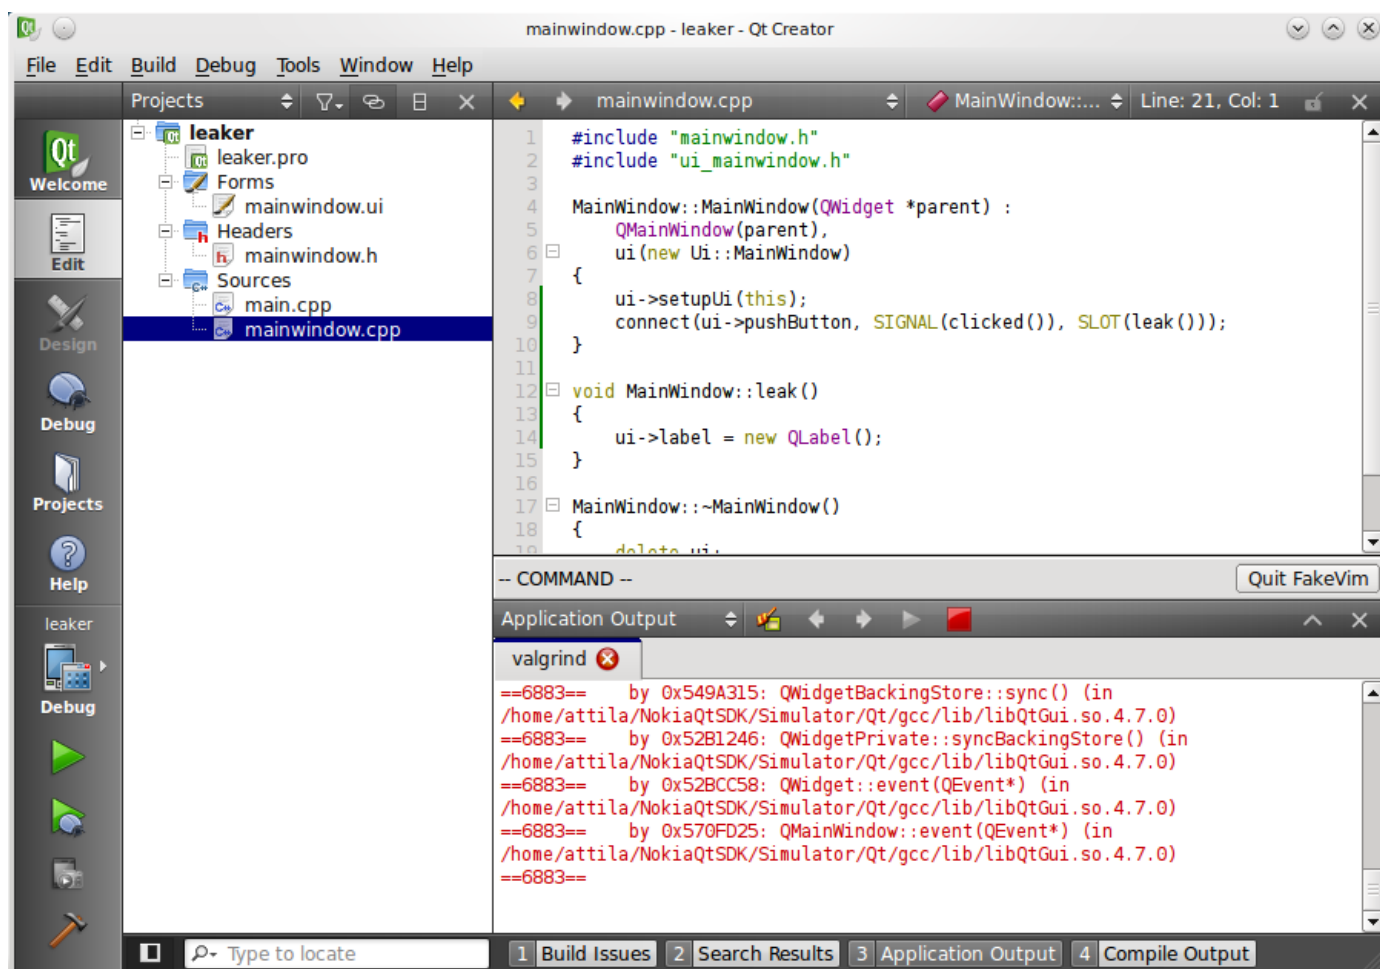 mainwindow.cpp - leaker - Qt Creator
File Edit Build Debug Tools Window Help
Projects
mainwindow.cpp
MainWindow::...
Line: 21, Col: 1
Qt
Welcome
Edit
Design
Debug
Projects
Help
leaker
Debug
leaker
leaker.pro
Forms
mainwindow.ui
Headers
mainwindow.h
Sources
main.cpp
mainwindow.cpp
1 #include "mainwindow.h"
2 #include "ui_mainwindow.h"
3
4 MainWindow::MainWindow(QWidget *parent) :
5 QMainWindow(parent),
6 ui(new Ui::MainWindow)
7 {
8 ui->setupUi(this);
9 connect(ui->pushButton, SIGNAL(clicked()), SLOT(leak()));
10 }
11
12 void MainWindow::leak()
13 {
14 ui->label = new QLabel();
15 }
16
17 MainWindow::~MainWindow()
18 {
19 delete ui;
-- COMMAND --
Quit FakeVim
Application Output
valgrind
==6883== by 0x549A315: QWidgetBackingStore::sync() (in
/home/attila/NokiaQtSDK/Simulator/Qt/gcc/lib/libQtGui.so.4.7.0)
==6883== by 0x52B1246: QWidgetPrivate::syncBackingStore() (in
/home/attila/NokiaQtSDK/Simulator/Qt/gcc/lib/libQtGui.so.4.7.0)
==6883== by 0x52BCC58: QWidget::event(QEvent*) (in
/home/attila/NokiaQtSDK/Simulator/Qt/gcc/lib/libQtGui.so.4.7.0)
==6883== by 0x570FD25: QMainWindow::event(QEvent*) (in
/home/attila/NokiaQtSDK/Simulator/Qt/gcc/lib/libQtGui.so.4.7.0)
==6883==
Type to locate
1 Build Issues 2 Search Results 3 Application Output 4 Compile Output